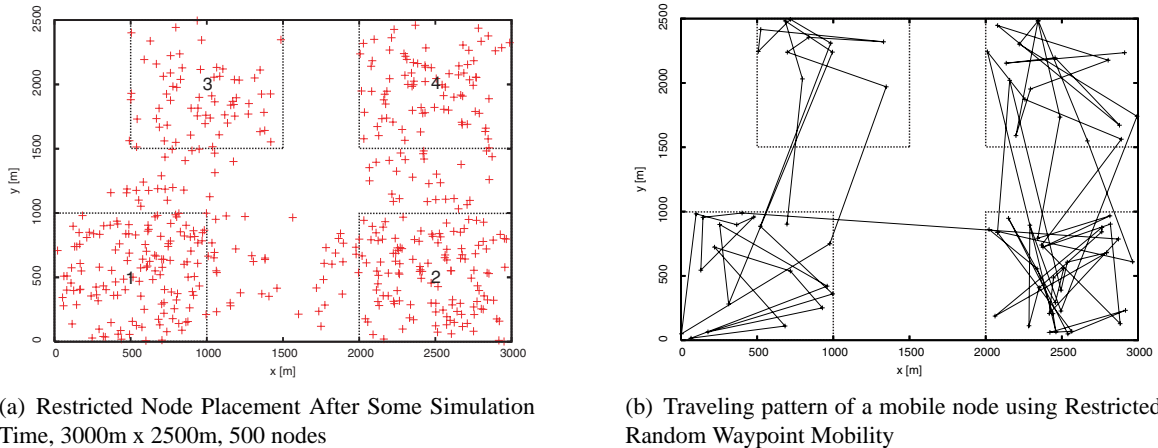 2500
2000
1500
1000
500
0
y [m]
3
4
1
2
0 500 1000 1500 2000 2500 3000
x [m]
2500
2000
1500
1000
500
0
y [m]
0 500 1000 1500 2000 2500 3000
x [m]
(a) Restricted Node Placement After Some Simulation
Time, 3000m x 2500m, 500 nodes
(b) Traveling pattern of a mobile node using Restricted
Random Waypoint Mobility